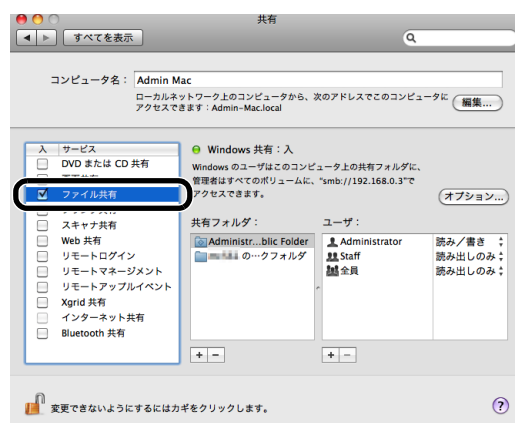 共有
すべてを表示
コンピュータ名： Admin Mac
ローカルネットワーク上のコンピュータから、次のアドレスでこのコンピュータに
アクセスできます：Admin-Mac.local
編集...
入 サービス
DVD または CD 共有
ファイル共有
スキャナ共有
Web 共有
リモートログイン
リモートマネージメント
リモートアップルイベント
Xgrid 共有
インターネット共有
Bluetooth 共有
Windows 共有：入
Windows のユーザはこのコンピュータ上の共有フォルダに、
管理者はすべてのボリュームに、“smb://192.168.0.3”で
アクセスできます。
オプション...
共有フォルダ：
Administr...blic Folder
の…クフォルダ
ユーザ：
Administrator 読み／書き
Staff 読み出しのみ
全員 読み出しのみ
変更できないようにするにはカギをクリックします。